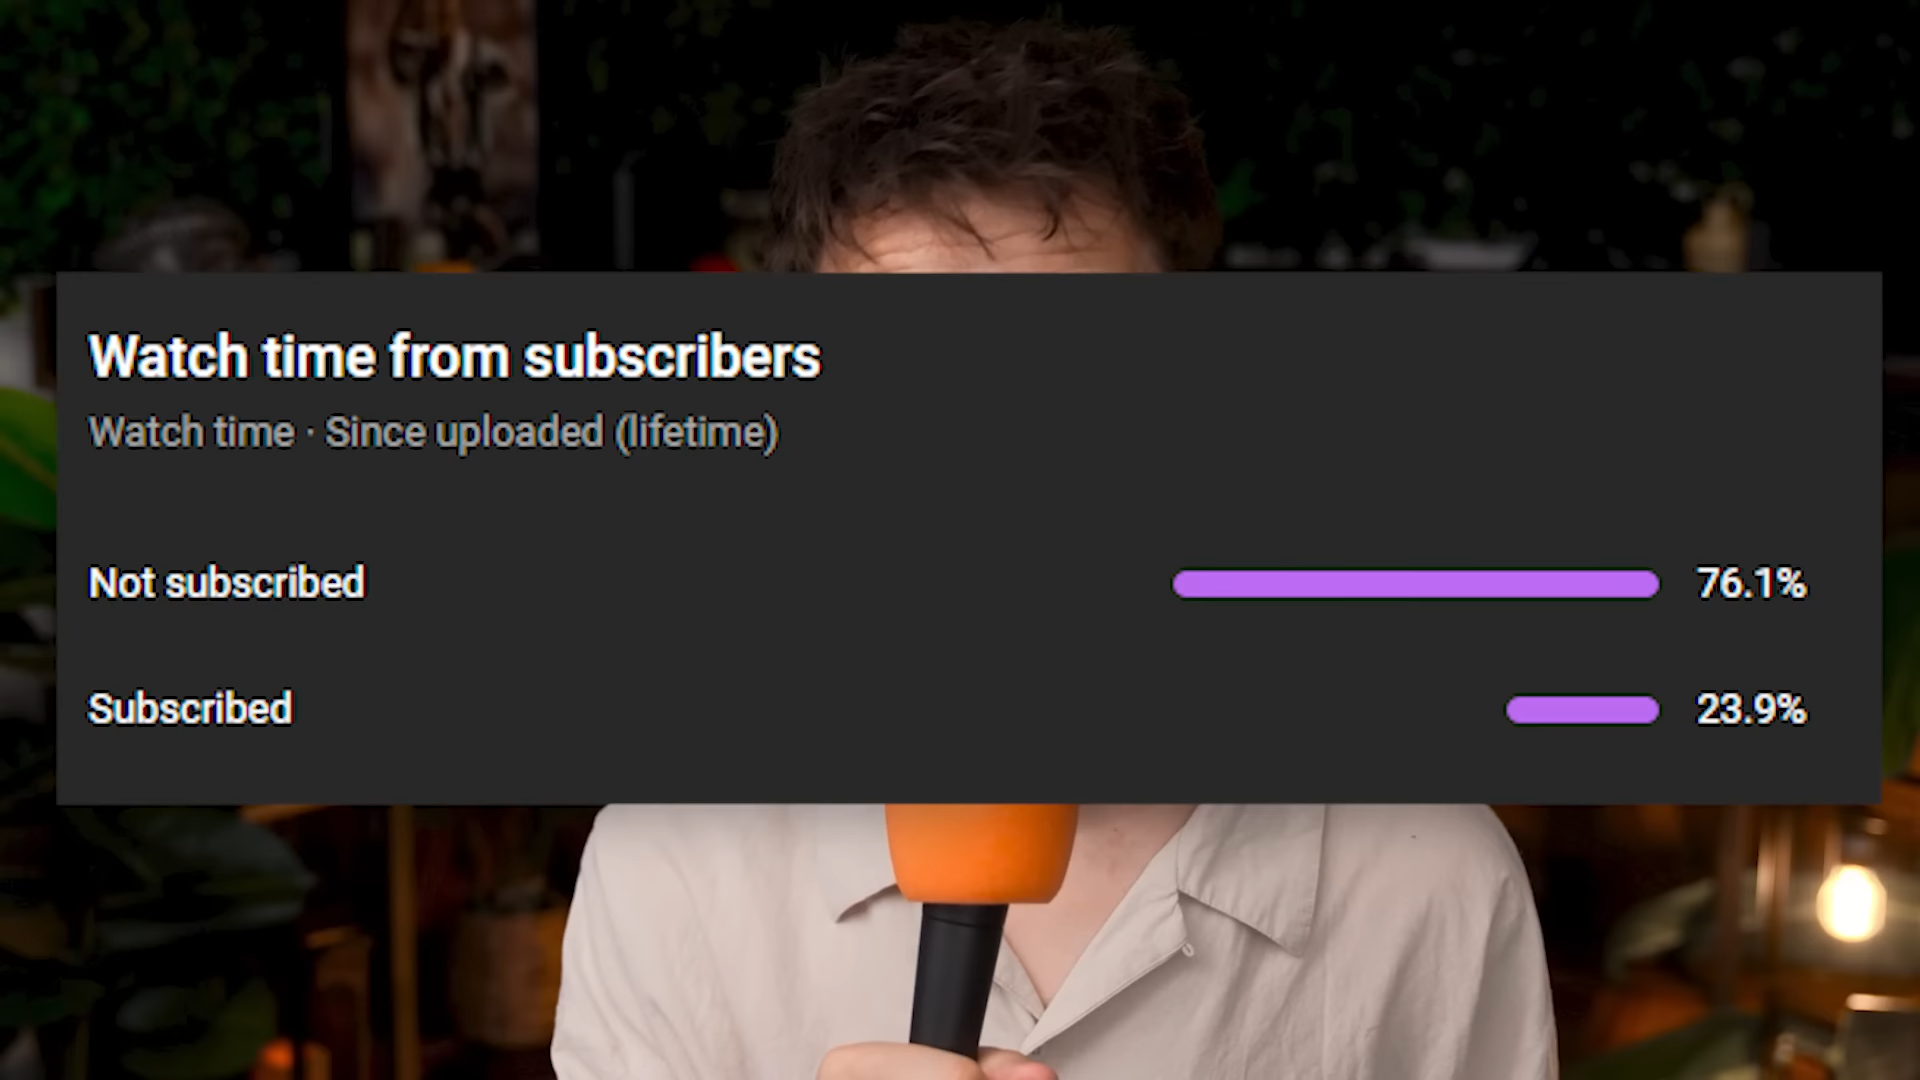 Watch time from subscribers
Watch time · Since uploaded (lifetime)
Not subscribed 76.1%
Subscribed 23.9%